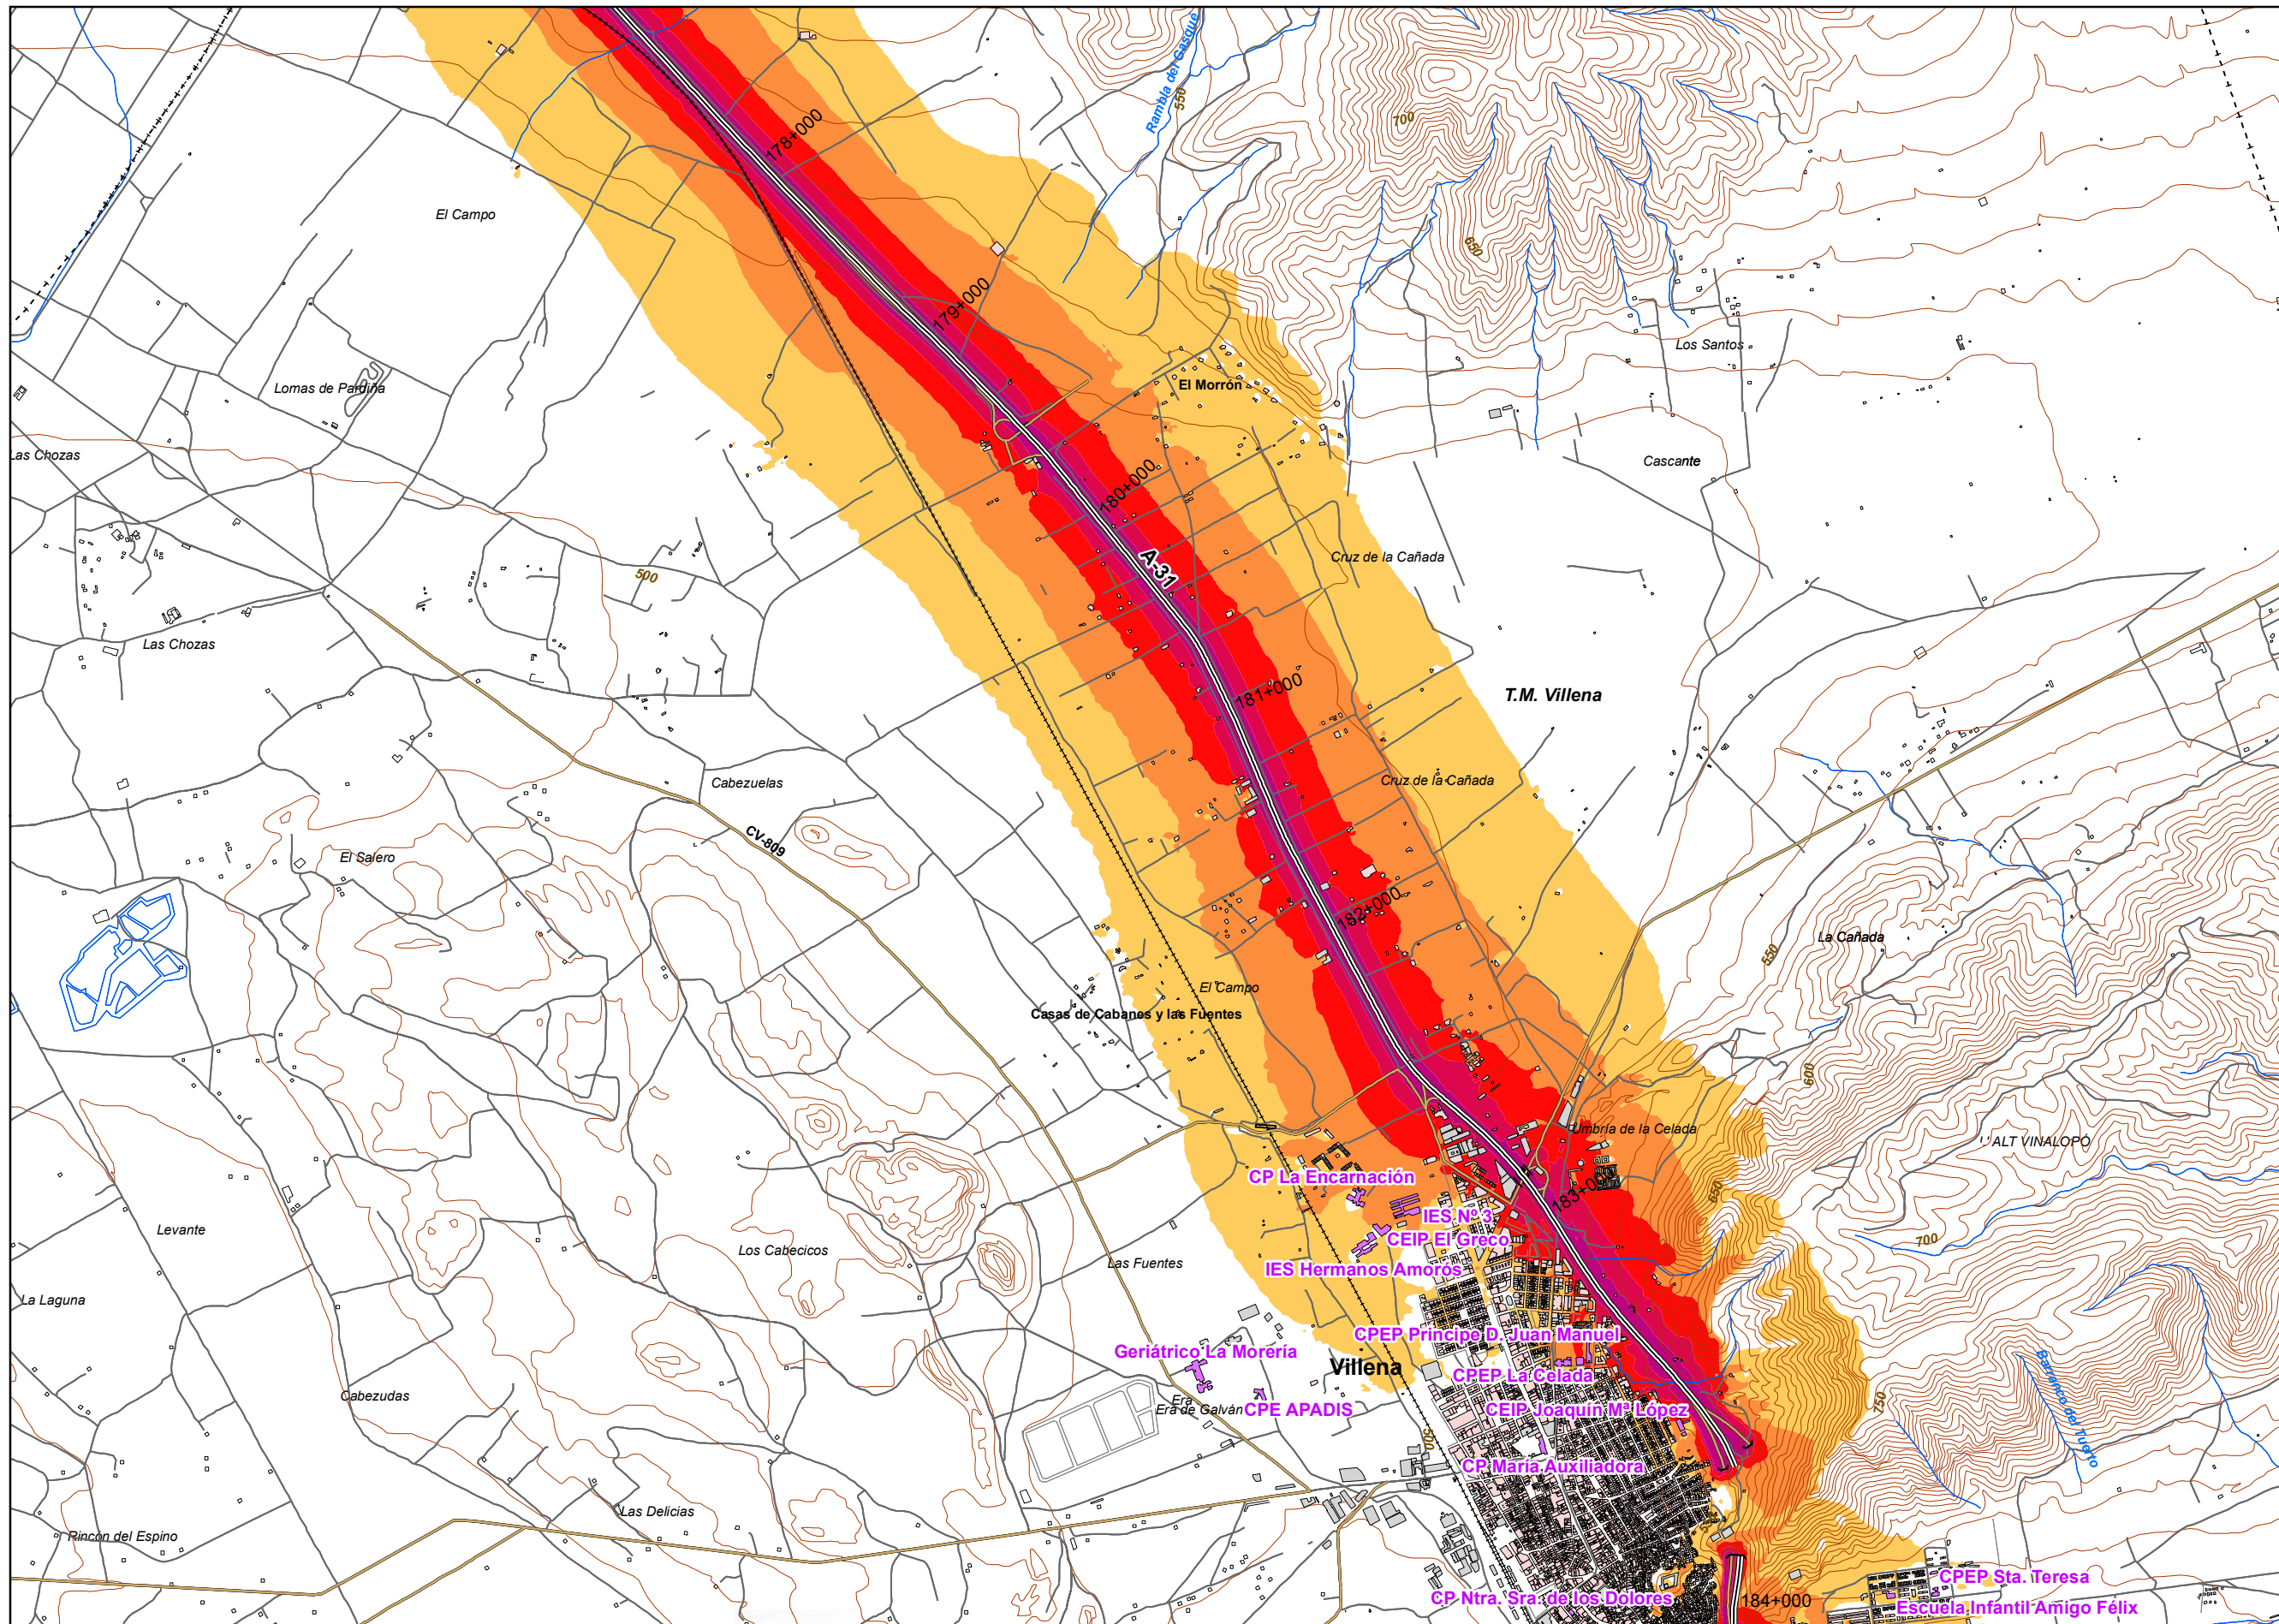 Rambla del Gasque
550
700
178+000
El Campo
650
179+000
Los Santos
Lomas de Pardiña
El Morrón
Las Chozas
Cascante
180+000
A-31
Cruz de la Cañada
500
Las Chozas
181+000
T.M. Villena
Cabezuelas
Cruz de la Cañada
CV-809
El Salero
182+000
La Cañada
550
El Campo
Casas de Cabanes y las Fuentes
600
Umbría de la Celada
L' ALT VINALOPÓ
CP La Encarnación
183+000
650
IES Nº 3
Levante
CEIP El Greco
700
Los Cabecicos
Las Fuentes
IES Hermanos Amorós
La Laguna
CPEP Principe D. Juan Manuel
Geriátrico La Morería
Villena
CPEP La Celada
Barranco del Tuerto
Cabezudas
750
Era
Era de Galván
CPE APADIS
CEIP Joaquín Mª López
500
CP María Auxiliadora
Las Delicias
Rincón del Espino
CPEP Sta. Teresa
CP Ntra. Sra. de los Dolores
184+000
Escuela Infantil Amigo Félix